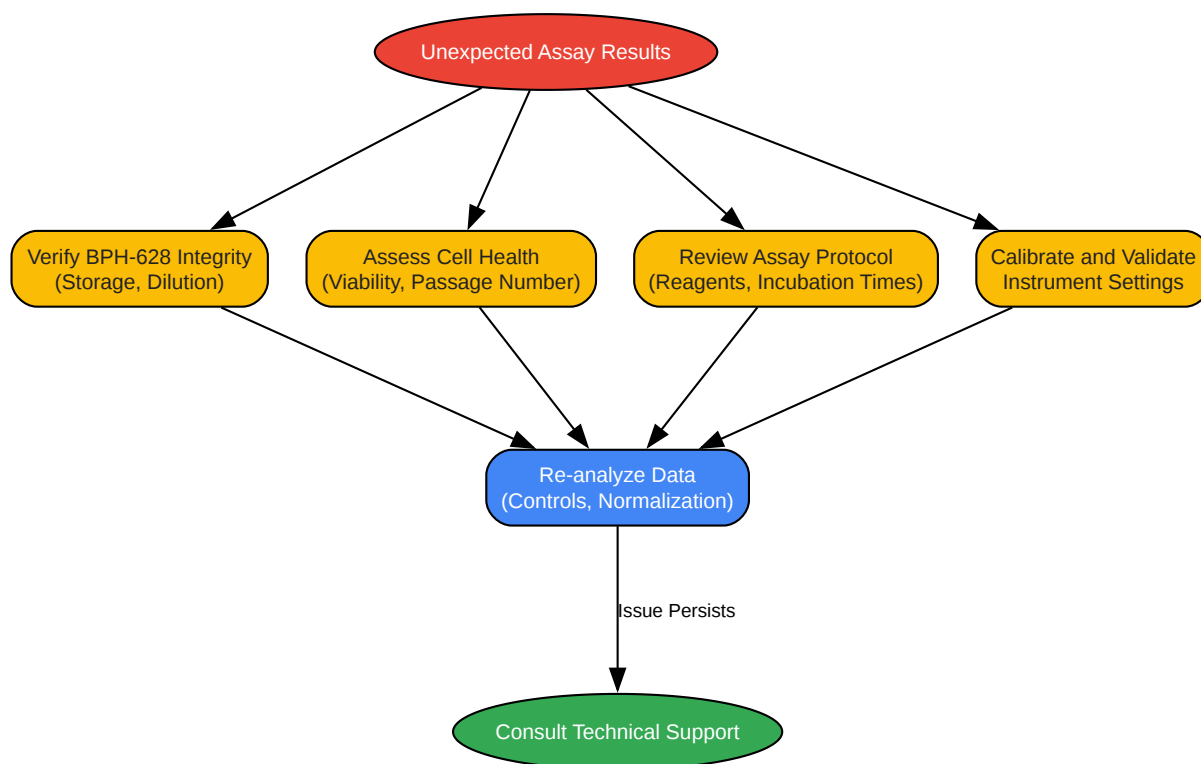 Unexpected Assay Results
Verify BPH-628 Integrity
(Storage, Dilution)
Assess Cell Health
(Viability, Passage Number)
Review Assay Protocol
(Reagents, Incubation Times)
Calibrate and Validate
Instrument Settings
Re-analyze Data
(Controls, Normalization)
Issue Persists
Consult Technical Support